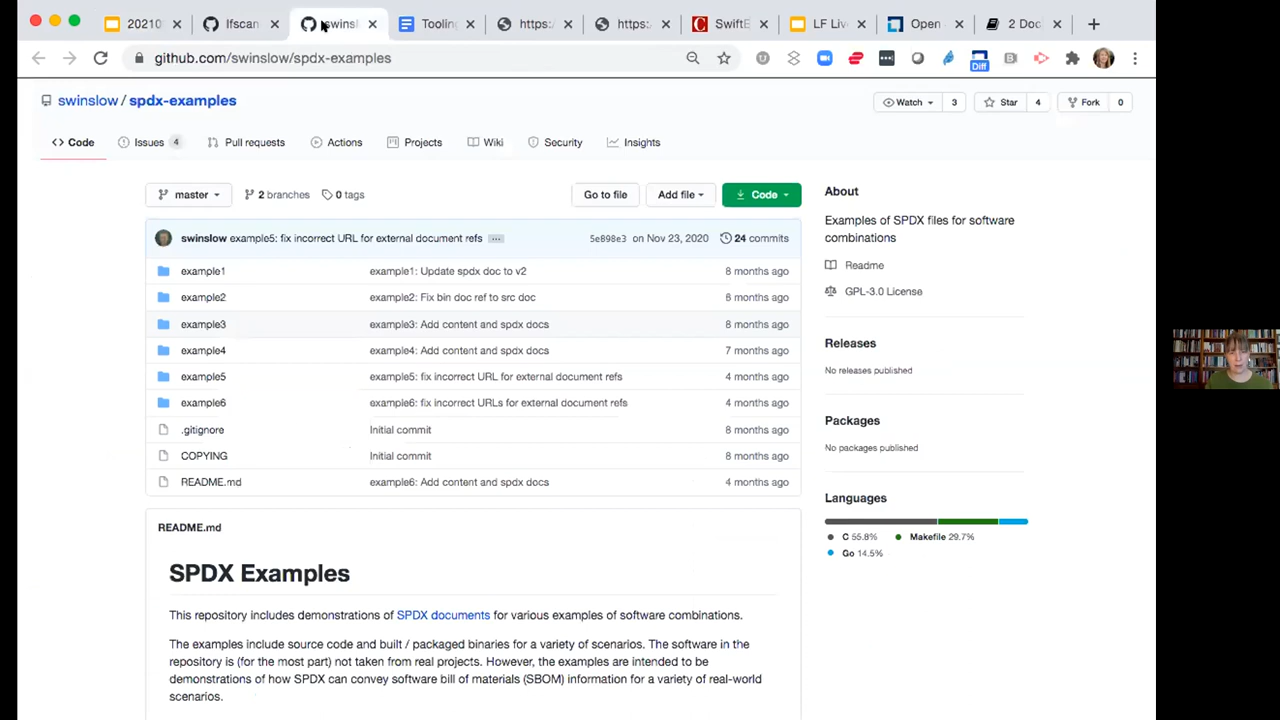 20210
lfscan
swinsl
Tooling
https:/
https:/
SwiftE
LF Live
Open
2 Doc
github.com/swinslow/spdx-examples
Diff
swinslow / spdx-examples
Watch 3
Star 4
Fork 0
Code
Issues 4
Pull requests
Actions
Projects
Wiki
Security
Insights
master
2 branches
0 tags
Go to file
Add file
Code
swinslow example5: fix incorrect URL for external document refs ... 5e898e3 on Nov 23, 2020 24 commits
example1 example1: Update spdx doc to v2 8 months ago
example2 example2: Fix bin doc ref to src doc 8 months ago
example3 example3: Add content and spdx docs 8 months ago
example4 example4: Add content and spdx docs 7 months ago
example5 example5: fix incorrect URL for external document refs 4 months ago
example6 example6: fix incorrect URLs for external document refs 4 months ago
.gitignore Initial commit 8 months ago
COPYING Initial commit 8 months ago
README.md example6: Add content and spdx docs 4 months ago
README.md
SPDX Examples
This repository includes demonstrations of SPDX documents for various examples of software combinations.
The examples include source code and built / packaged binaries for a variety of scenarios. The software in the
repository is (for the most part) not taken from real projects. However, the examples are intended to be
demonstrations of how SPDX can convey software bill of materials (SBOM) information for a variety of real-world
scenarios.
About
Examples of SPDX files for software
combinations
Readme
GPL-3.0 License
Releases
No releases published
Packages
No packages published
Languages
C 55.8%
Makefile 29.7%
Go 14.5%